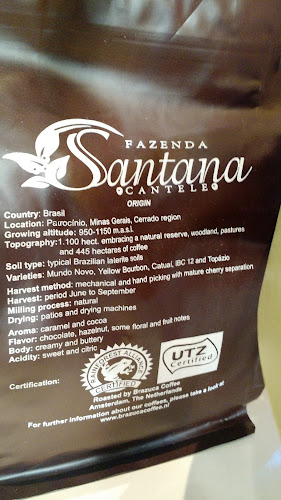 FAZENDA
Santana
CANTELE
ORIGIN
Country: Brasil
Location: Patrocínio, Minas Gerais, Cerrado region
Growing altitude: 950-1150 m.a.s.l.
Topography: 1.100 hect. embracing a natural reserve, woodland, pastures
and 445 hectares of coffee
Soil type: typical Brazilian laterite soils
Varieties: Mundo Novo, Yellow Bourbon, Catuaí, IBC 12 and Topázio
Harvest method: mechanical and hand picking with mature cherry separation
Harvest: period June to September
Milling process: natural
Drying: patios and drying machines
Aroma: caramel and cocoa
Flavor: chocolate, hazelnut, some floral and fruit notes
Body: creamy and buttery
Acidity: sweet and citric
Certification:
RAINFOREST ALLIANCE
CERTIFIED
UTZ
Certified
Roasted by Brazuca Coffee
Amsterdam, The Netherlands
For further information about our coffees, please take a look at
www.brazucacoffee.nl